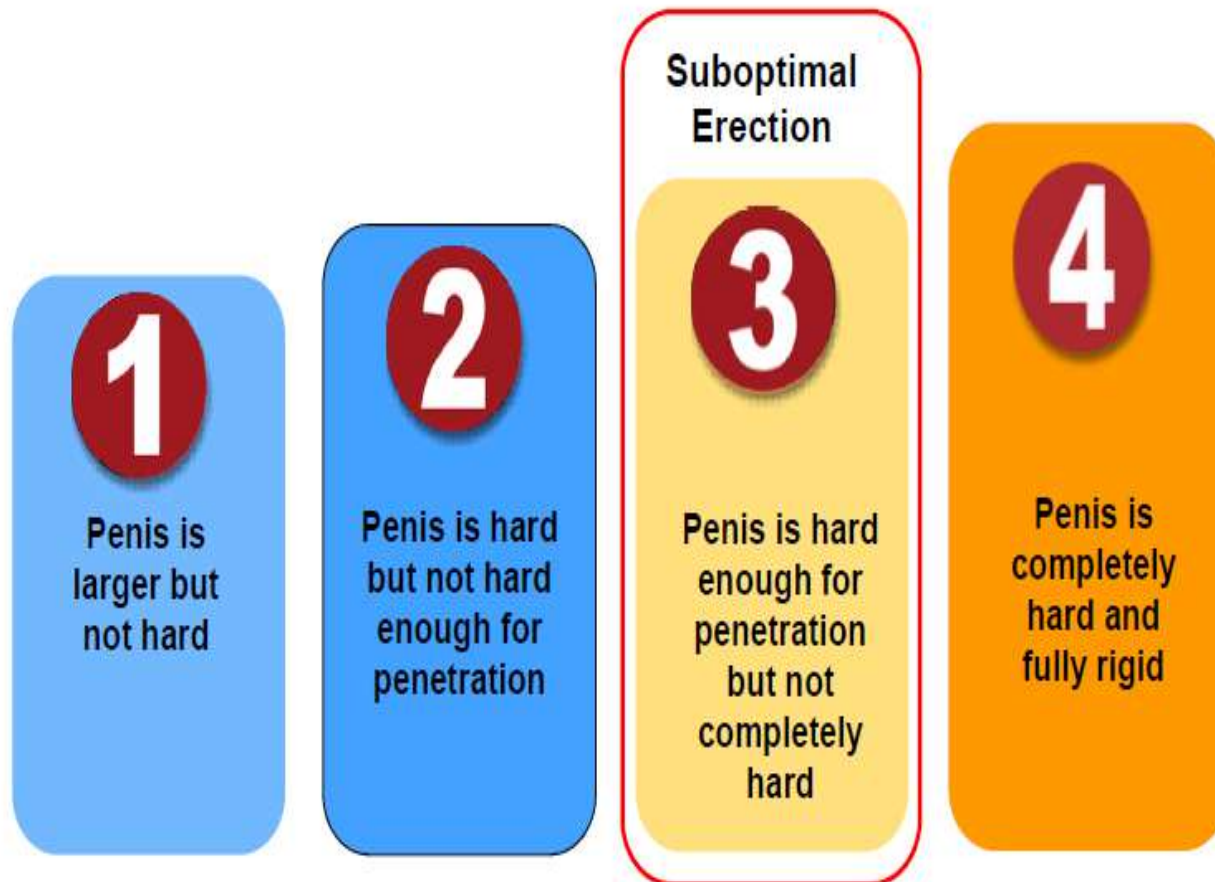 1
Penis is
larger but
not hard
2
Penis is hard
but not hard
enough for
penetration
Suboptimal
Erection
3
Penis is hard
enough for
penetration
but not
completely
hard
4
Penis is
completely
hard and
fully rigid